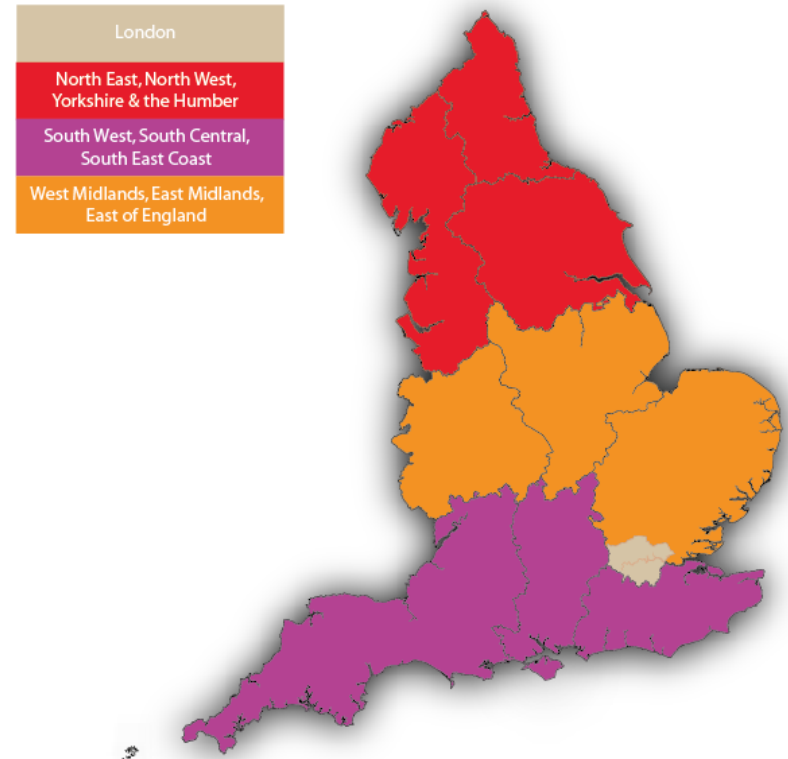 London
North East, North West,
Yorkshire & the Humber
South West, South Central,
South East Coast
West Midlands, East Midlands,
East of England